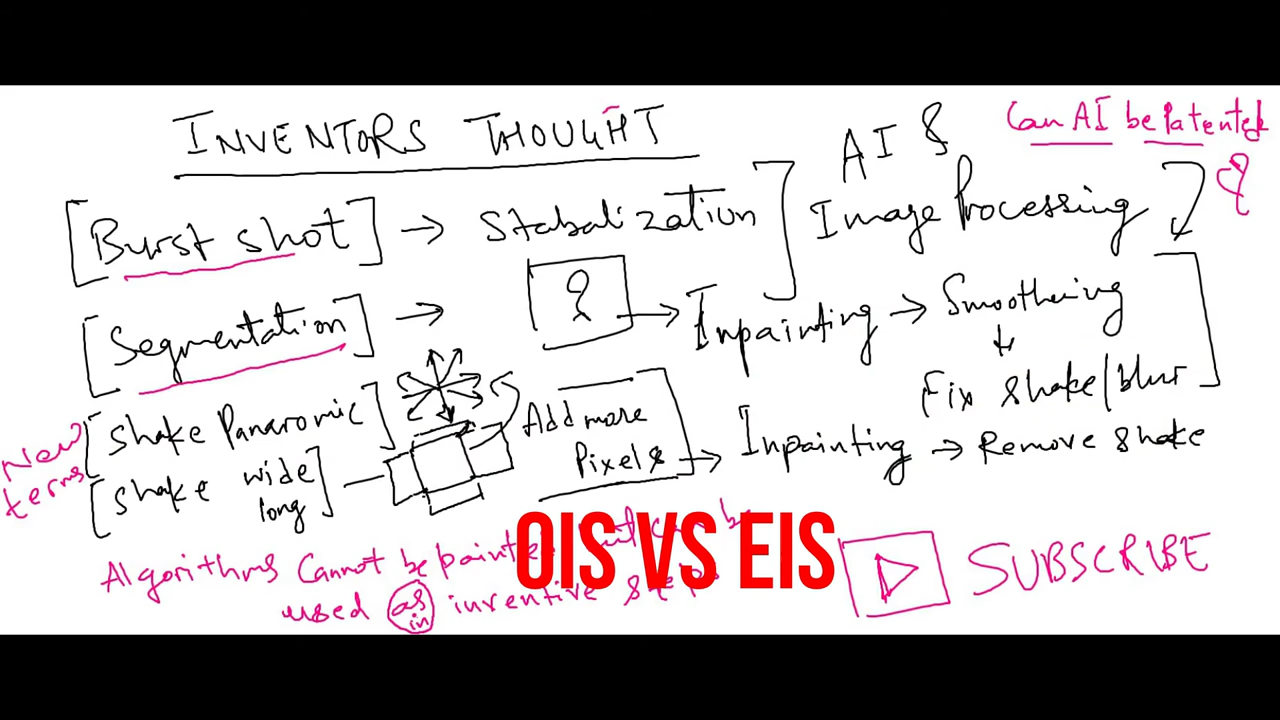 INVENTORS THOUGHT
AI &
Can AI be Patented ?
[Burst shot] → Stabalization
Image Processing
[Segmentation] → Inpainting → Smoothering
Fix shake/blur
New terms
[Shake Panaromic]
[Shake wide long]
Add more Pixels → Inpainting → Remove shake
Algorithms Cannot be
used as in inventive
OIS VS EIS
SUBSCRIBE